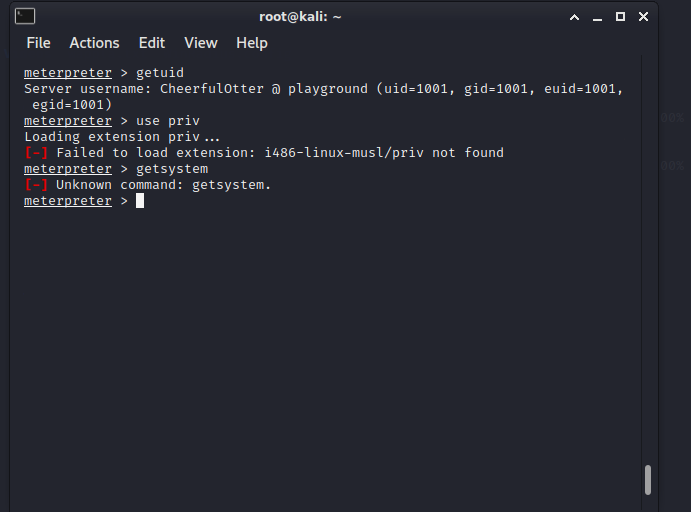 root@kali: ~
File Actions Edit View Help
meterpreter > getuid
Server username: CheerfulOtter @ playground (uid=1001, gid=1001, euid=1001,
egid=1001)
meterpreter > use priv
Loading extension priv...
[-] Failed to load extension: i486-linux-musl/priv not found
meterpreter > getsystem
[-] Unknown command: getsystem.
meterpreter >